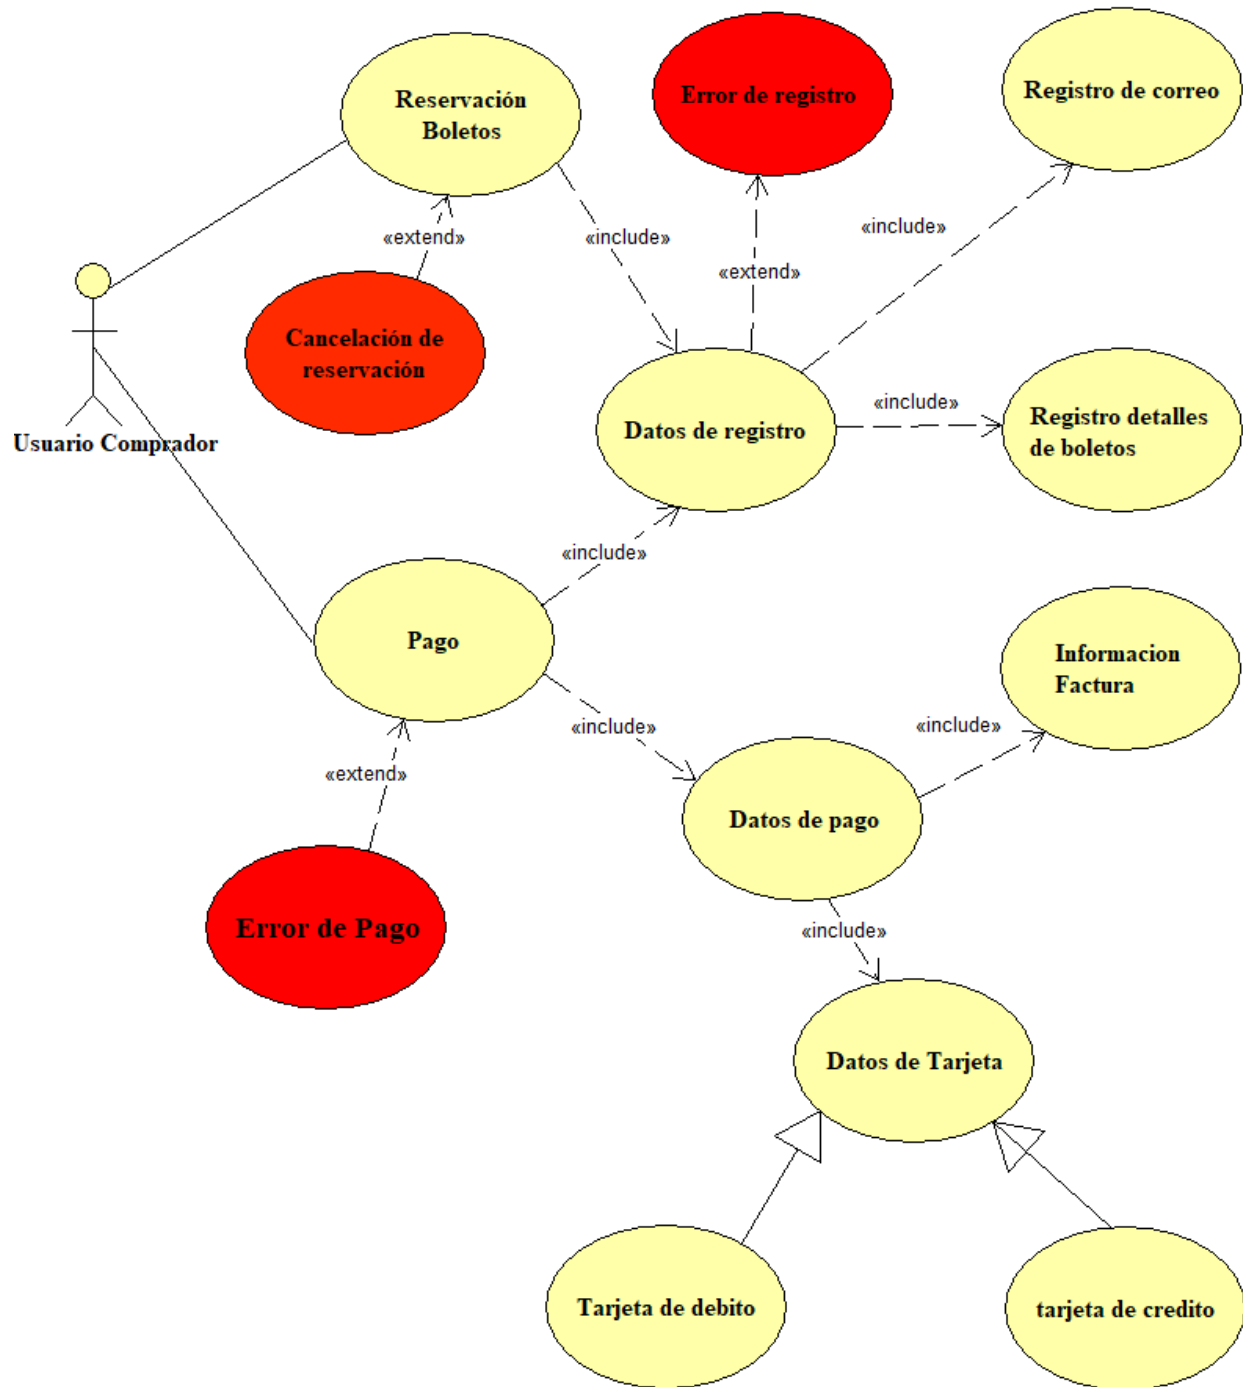 Reservación
Boletos
Error de registro
Registro de correo
«extend»
«include»
«include»
«extend»
Cancelación de
reservación
Usuario Comprador
Datos de registro
«include»
Registro detalles
de boletos
«include»
Pago
Informacion
Factura
«include»
«include»
«extend»
Datos de pago
Error de Pago
«include»
Datos de Tarjeta
Tarjeta de debito
tarjeta de credito